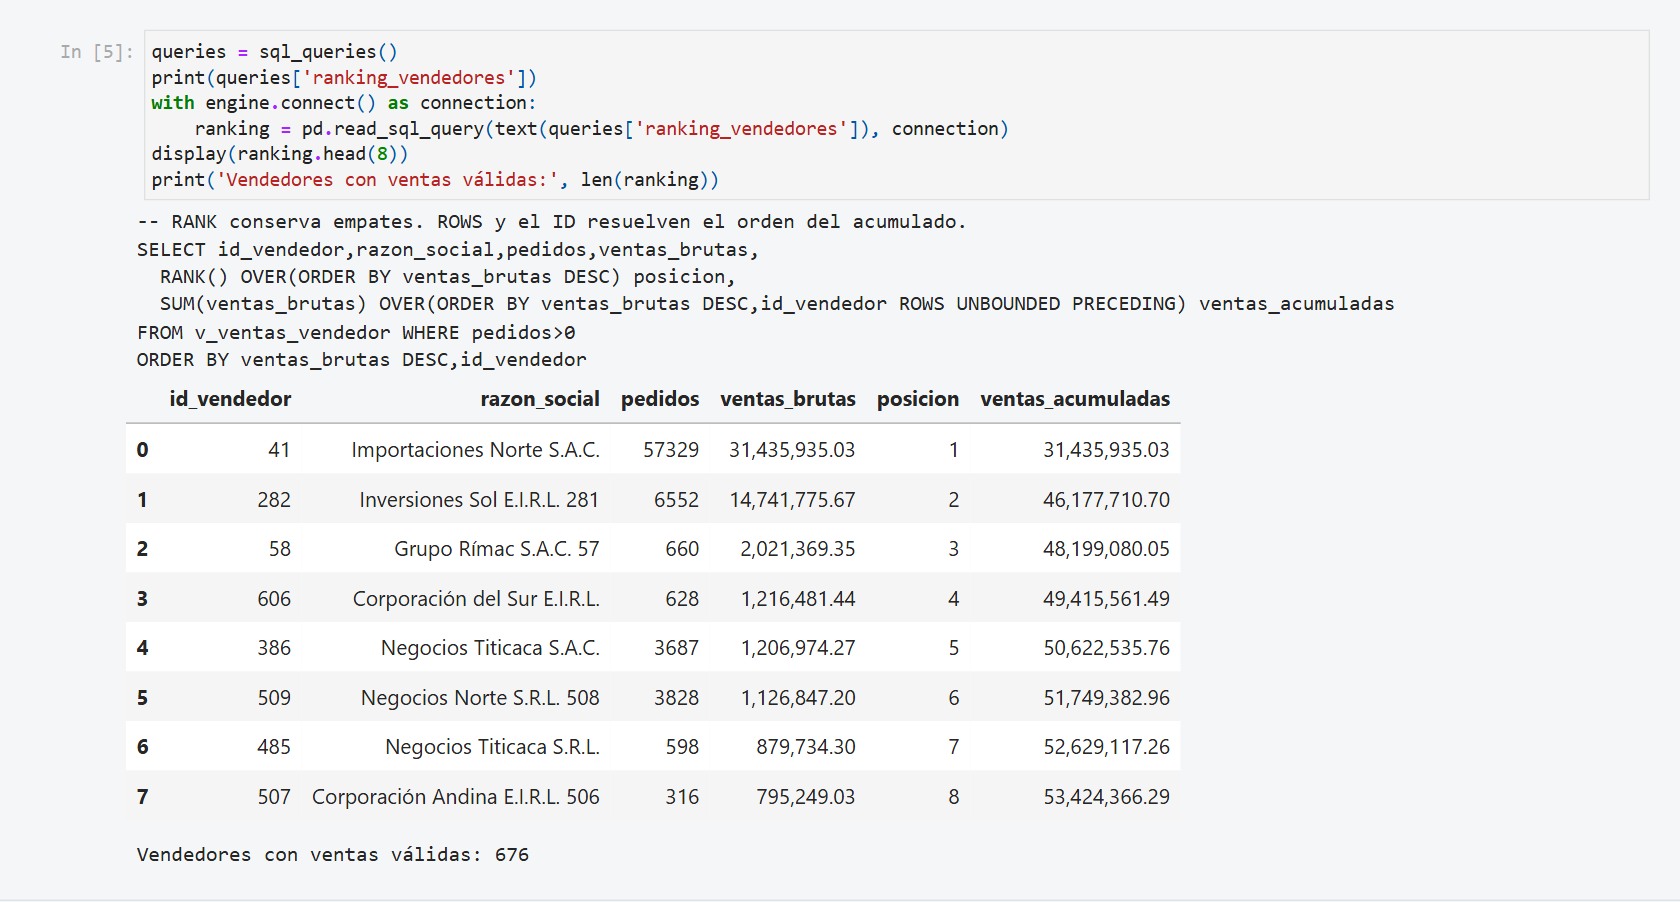 In [5]:
queries = sql_queries()
print(queries['ranking_vendedores'])
with engine.connect() as connection:
    ranking = pd.read_sql_query(text(queries['ranking_vendedores']), connection)
display(ranking.head(8))
print('Vendedores con ventas válidas:', len(ranking))
-- RANK conserva empates. ROWS y el ID resuelven el orden del acumulado.
SELECT id_vendedor,razon_social,pedidos,ventas_brutas,
  RANK() OVER(ORDER BY ventas_brutas DESC) posicion,
  SUM(ventas_brutas) OVER(ORDER BY ventas_brutas DESC,id_vendedor ROWS UNBOUNDED PRECEDING) ventas_acumuladas
FROM v_ventas_vendedor WHERE pedidos>0
ORDER BY ventas_brutas DESC,id_vendedor
id_vendedor razon_social pedidos ventas_brutas posicion ventas_acumuladas
0 41 Importaciones Norte S.A.C. 57329 31,435,935.03 1 31,435,935.03
1 282 Inversiones Sol E.I.R.L. 281 6552 14,741,775.67 2 46,177,710.70
2 58 Grupo Rímac S.A.C. 57 660 2,021,369.35 3 48,199,080.05
3 606 Corporación del Sur E.I.R.L. 628 1,216,481.44 4 49,415,561.49
4 386 Negocios Titicaca S.A.C. 3687 1,206,974.27 5 50,622,535.76
5 509 Negocios Norte S.R.L. 508 3828 1,126,847.20 6 51,749,382.96
6 485 Negocios Titicaca S.R.L. 598 879,734.30 7 52,629,117.26
7 507 Corporación Andina E.I.R.L. 506 316 795,249.03 8 53,424,366.29
Vendedores con ventas válidas: 676